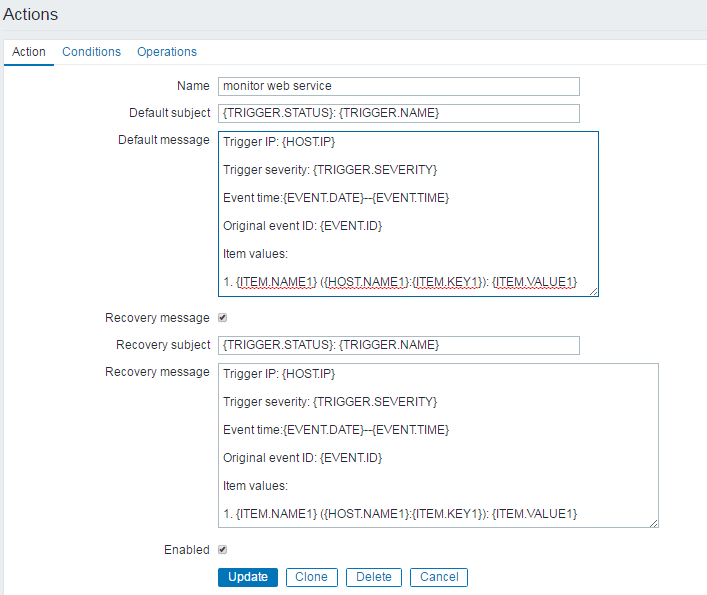 Actions
Action Conditions Operations
Name monitor web service
Default subject {TRIGGER.STATUS}: {TRIGGER.NAME}
Default message Trigger IP: {HOST.IP}
Trigger severity: {TRIGGER.SEVERITY}
Event time:{EVENT.DATE}--{EVENT.TIME}
Original event ID: {EVENT.ID}
Item values:
1. {ITEM.NAME1} ({HOST.NAME1}:{ITEM.KEY1}): {ITEM.VALUE1}
Recovery message
Recovery subject {TRIGGER.STATUS}: {TRIGGER.NAME}
Recovery message Trigger IP: {HOST.IP}
Trigger severity: {TRIGGER.SEVERITY}
Event time:{EVENT.DATE}--{EVENT.TIME}
Original event ID: {EVENT.ID}
Item values:
1. {ITEM.NAME1} ({HOST.NAME1}:{ITEM.KEY1}): {ITEM.VALUE1}
Enabled
Update Clone Delete Cancel